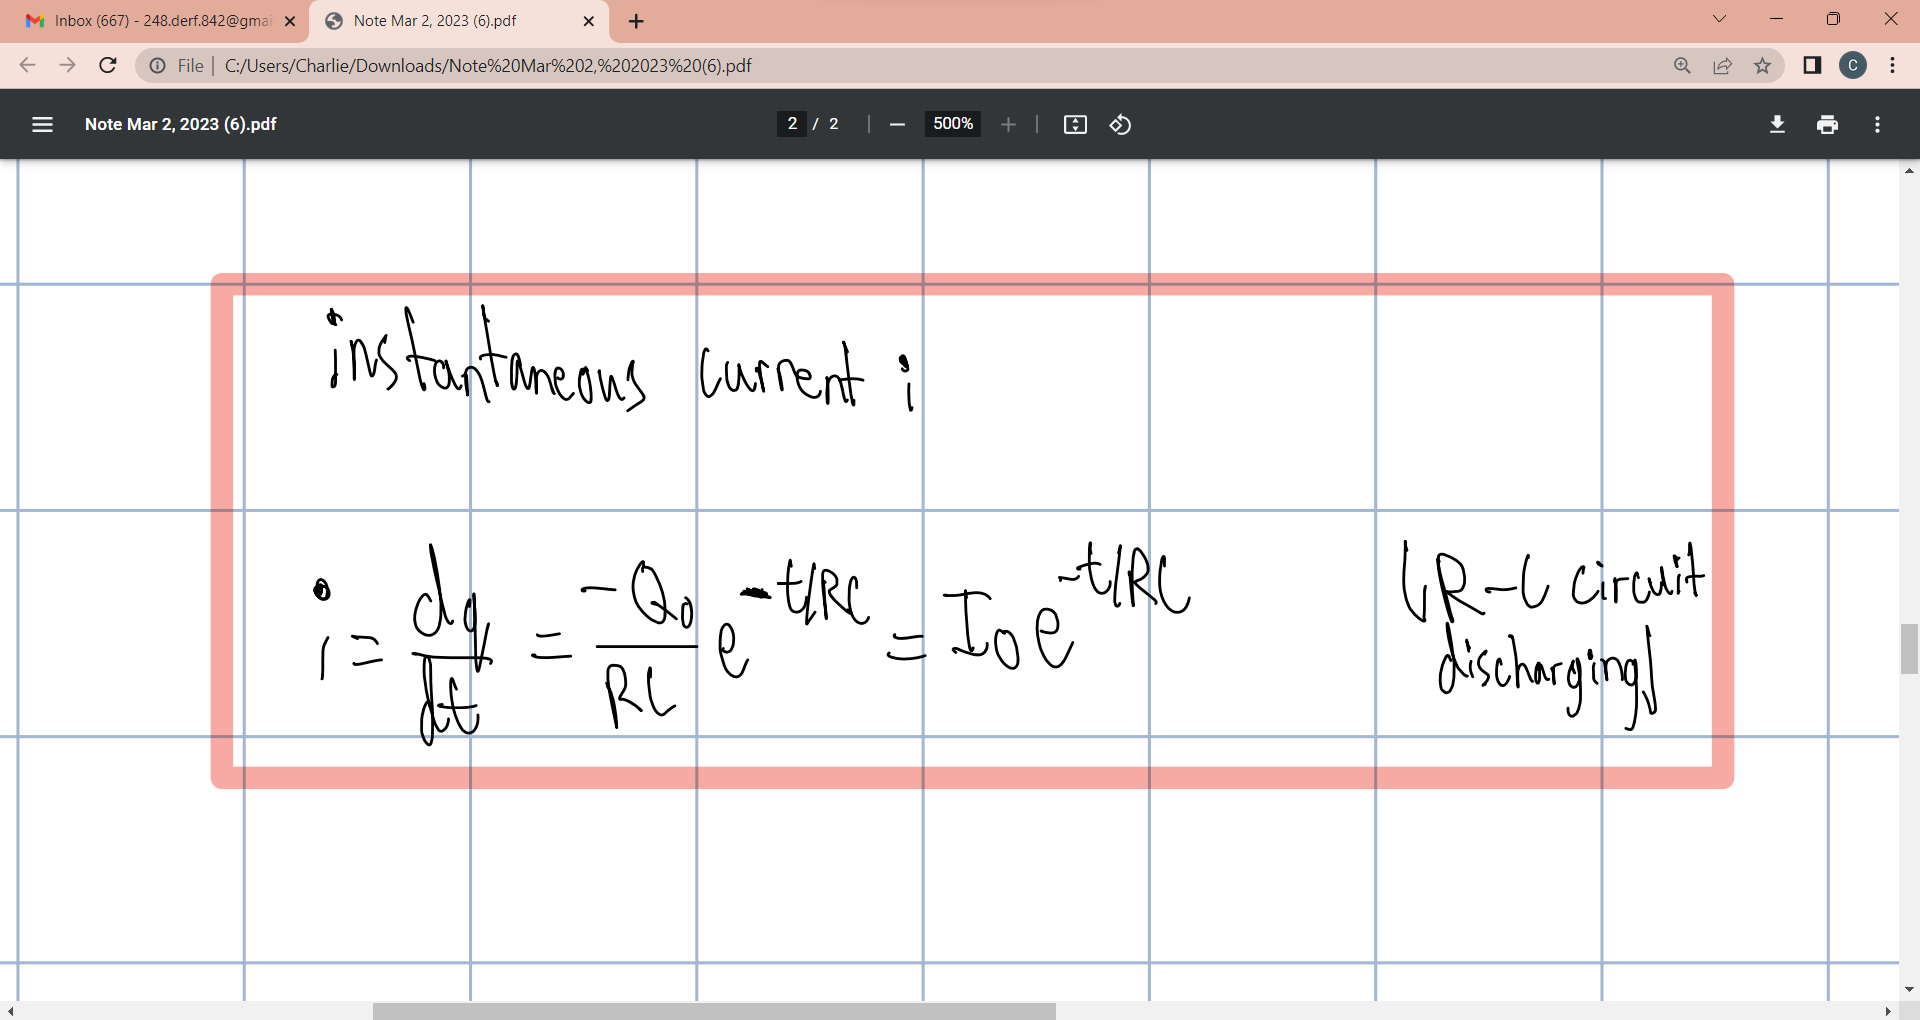 Inbox (667) - 248.derf.842@gmai
Note Mar 2, 2023 (6).pdf
File | C:/Users/Charlie/Downloads/Note%20Mar%202,%202023%20(6).pdf
C
Note Mar 2, 2023 (6).pdf
2 / 2
500%
instantaneous current i
i = dq/dt = -Q₀/RC e^(-t/RC) = I₀e^(-t/RC) (R-C circuit
discharging)